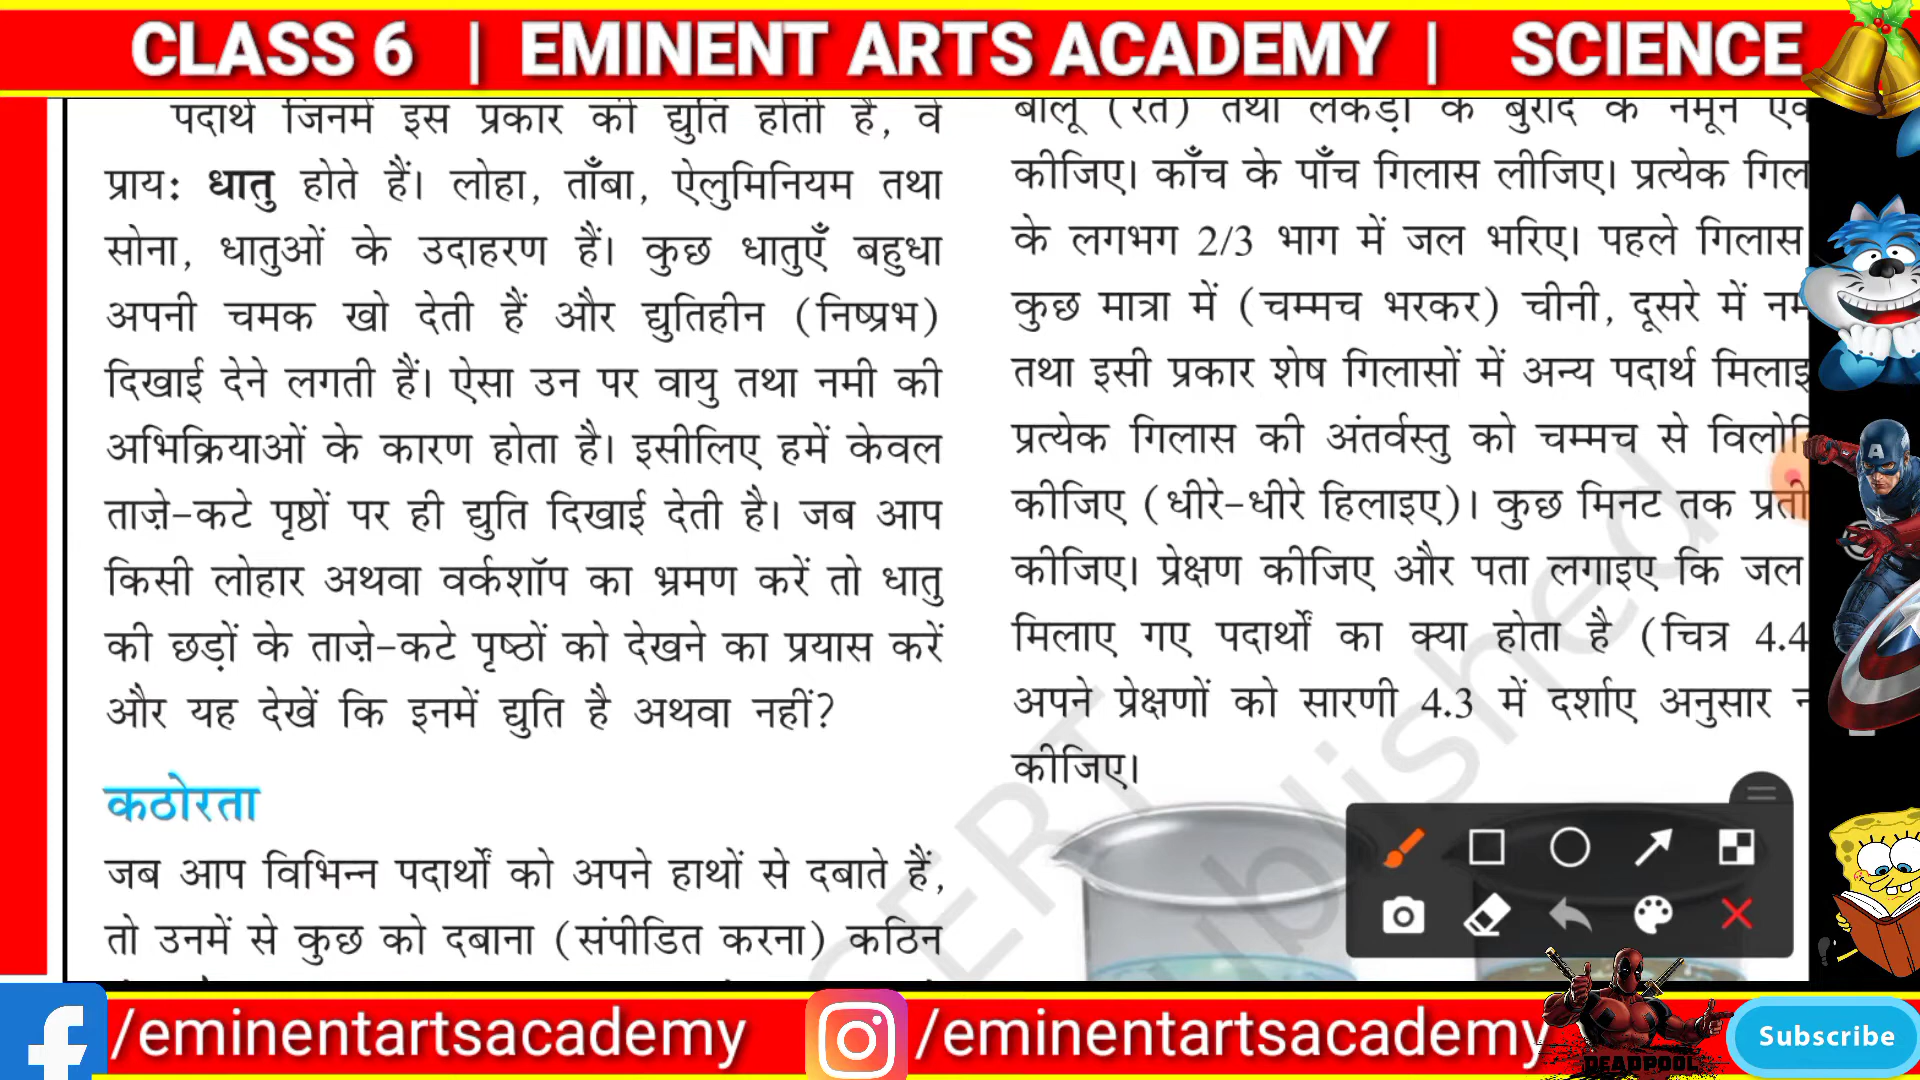 CLASS 6 | EMINENT ARTS ACADEMY | SCIENCE
पदार्थ जिनमें इस प्रकार की द्युति होती है, वे
प्रायः धातु होते हैं। लोहा, ताँबा, ऐलुमिनियम तथा
सोना, धातुओं के उदाहरण हैं। कुछ धातुएँ बहुधा
अपनी चमक खो देती हैं और द्युतिहीन (निष्प्रभ)
दिखाई देने लगती हैं। ऐसा उन पर वायु तथा नमी की
अभिक्रियाओं के कारण होता है। इसीलिए हमें केवल
ताज़े-कटे पृष्ठों पर ही द्युति दिखाई देती है। जब आप
किसी लोहार अथवा वर्कशॉप का भ्रमण करें तो धातु
की छड़ों के ताज़े-कटे पृष्ठों को देखने का प्रयास करें
और यह देखें कि इनमें द्युति है अथवा नहीं?
कठोरता
जब आप विभिन्न पदार्थों को अपने हाथों से दबाते हैं,
तो उनमें से कुछ को दबाना (संपीडित करना) कठिन
बालू (रेत) तथा लकड़ी के बुरादे के नमूने
कीजिए। काँच के पाँच गिलास लीजिए। प्रत्येक
के लगभग 2/3 भाग में जल भरिए। पहले गिलास
कुछ मात्रा में (चम्मच भरकर) चीनी, दूसरे में
तथा इसी प्रकार शेष गिलासों में अन्य पदार्थ
प्रत्येक गिलास की अंतर्वस्तु को चम्मच से
कीजिए (धीरे-धीरे हिलाइए)। कुछ मिनट तक
कीजिए। प्रेक्षण कीजिए और पता लगाइए कि जल
मिलाए गए पदार्थों का क्या होता है (चित्र 4.4
अपने प्रेक्षणों को सारणी 4.3 में दर्शाए अनुसार
कीजिए।
/eminentartsacademy
/eminentartsacademy
DEADPOOL
Subscribe